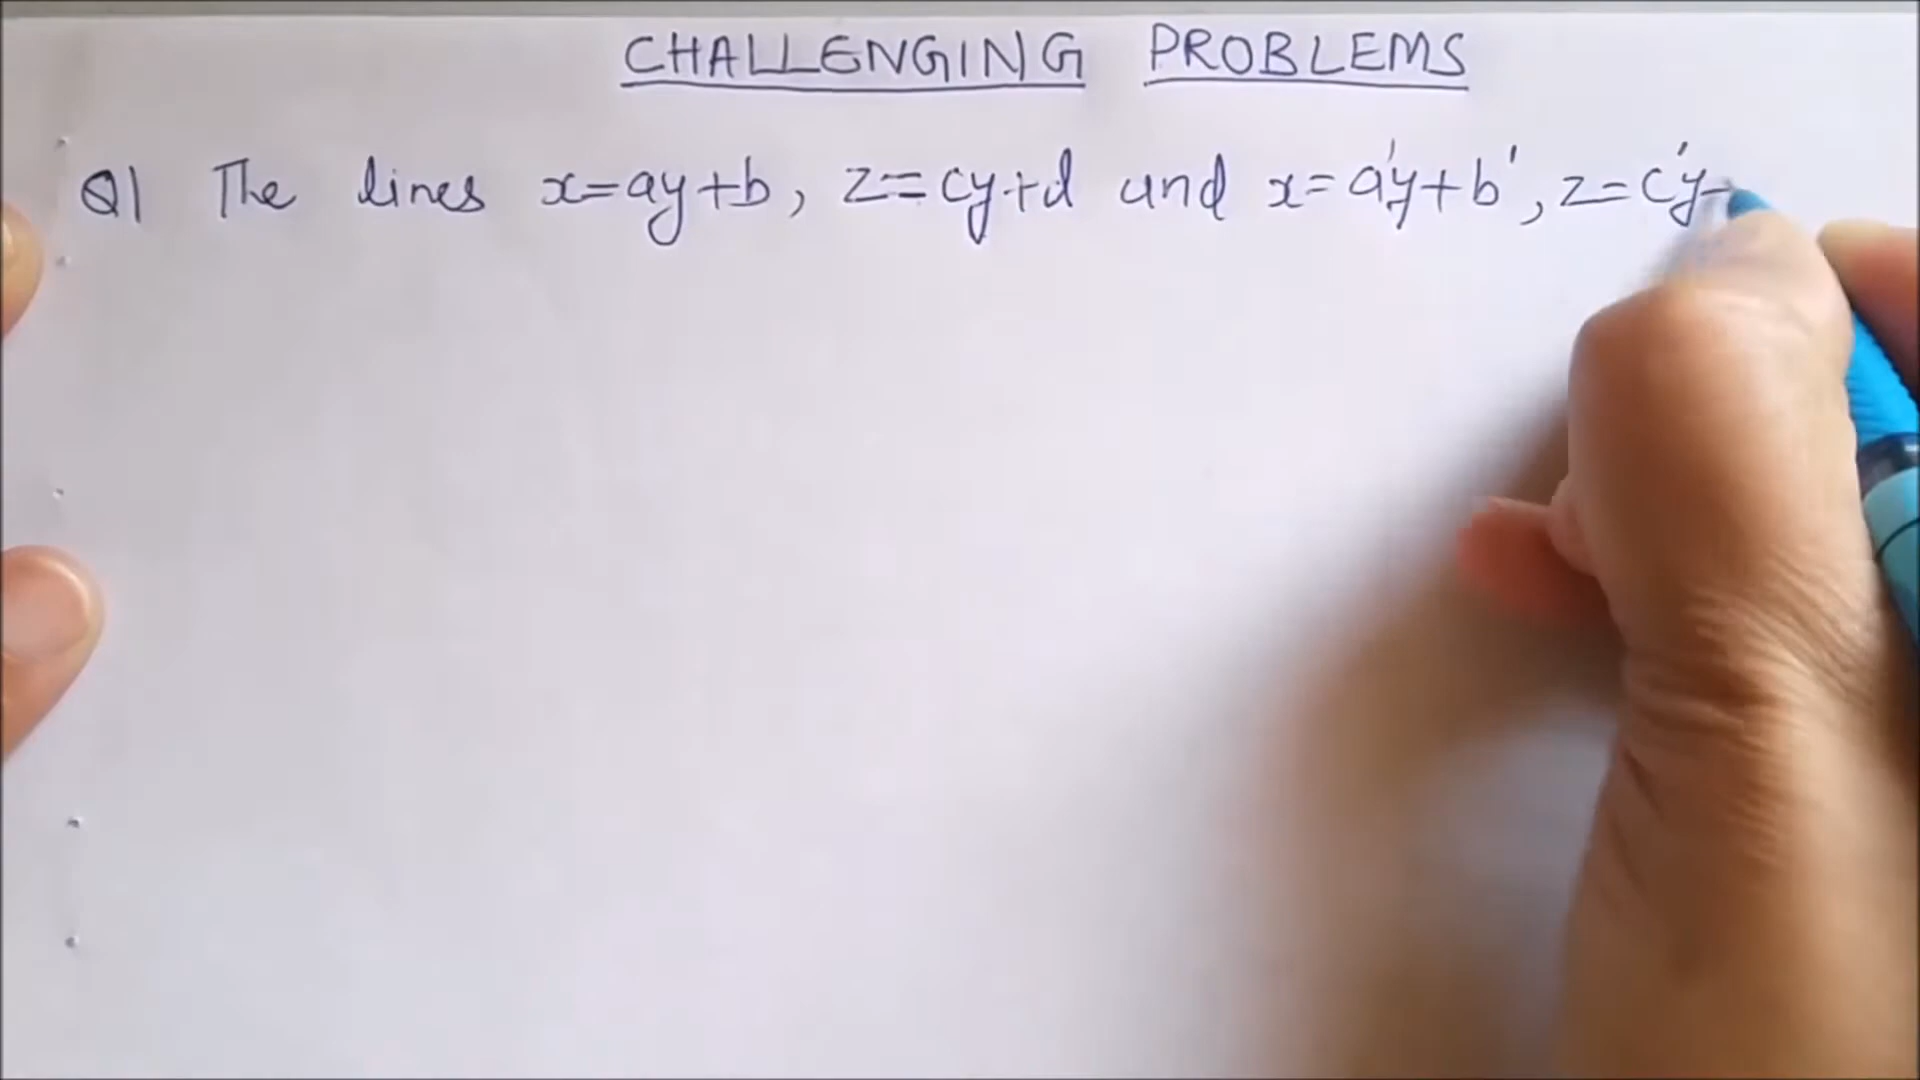 CHALLENGING PROBLEMS
Q1 The lines x=ay+b, z=cy+d and x=a'y+b', z=c'y-